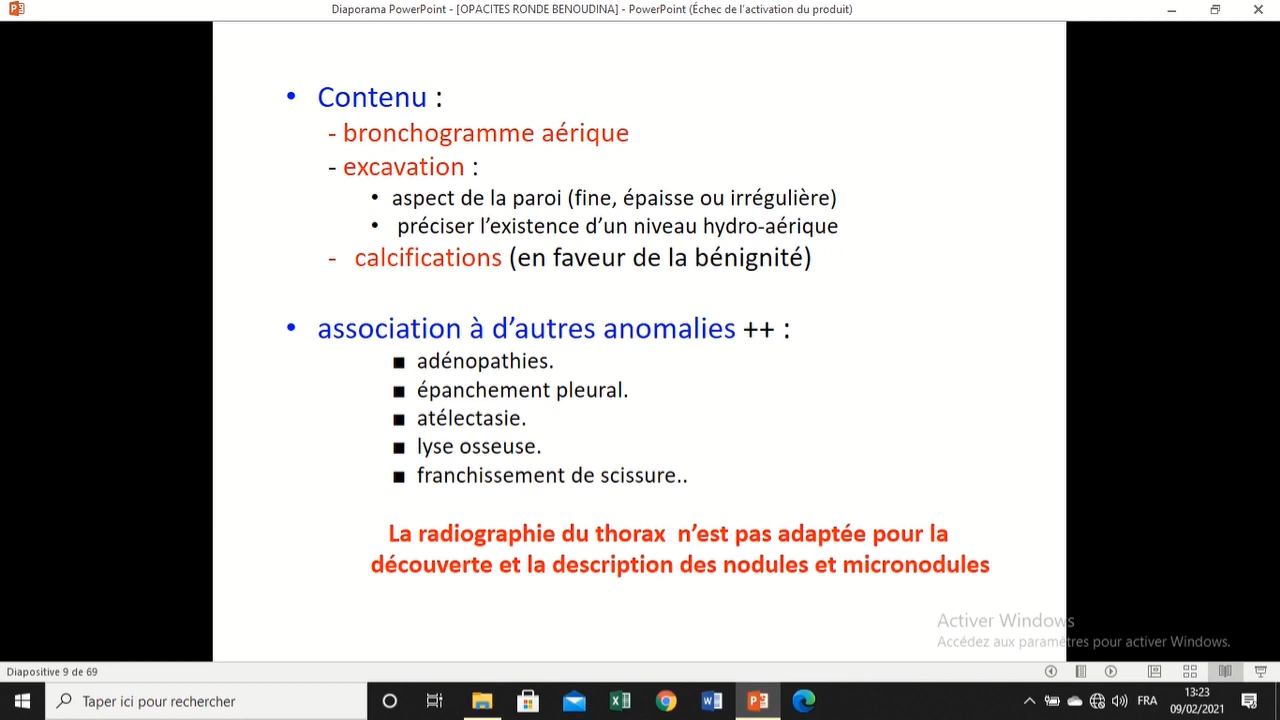 Diaporama PowerPoint - [OPACITES RONDE BENOUDINA] - PowerPoint (Échec de l'activation du produit)
• Contenu :
- bronchogramme aérique
- excavation :
• aspect de la paroi (fine, épaisse ou irrégulière)
• préciser l'existence d'un niveau hydro-aérique
- calcifications (en faveur de la bénignité)
• association à d'autres anomalies ++ :
■ adénopathies.
■ épanchement pleural.
■ atélectasie.
■ lyse osseuse.
■ franchissement de scissure..
La radiographie du thorax n'est pas adaptée pour la
découverte et la description des nodules et micronodules
Activer Windows
Accédez aux paramètres pour activer Windows.
Diapositive 9 de 69
Taper ici pour rechercher
FRA
13:23
09/02/2021